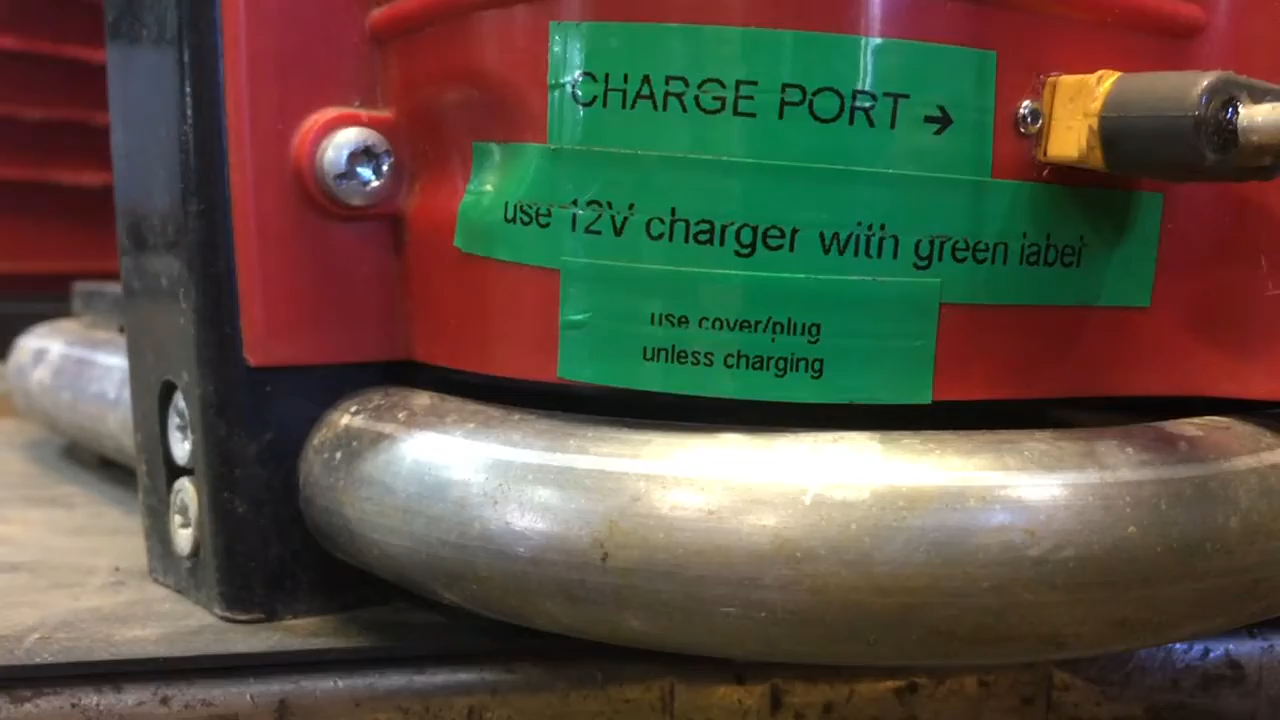 CHARGE PORT →
use 12V charger with green label
use cover/plug
unless charging